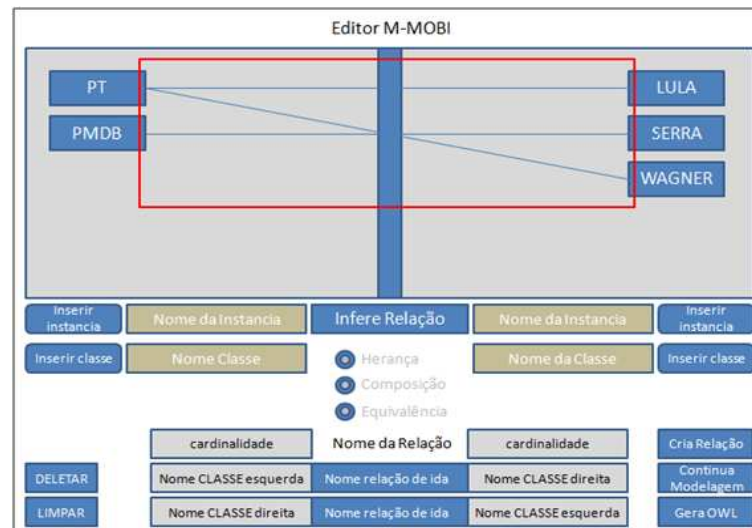 Editor M-MOBI
PT
LULA
PMDB
SERRA
WAGNER
Inserir
instancia
Nome da Instancia
Infere Relação
Nome da Instancia
Inserir
instancia
Inserir classe
Nome Classe
Herança
Nome da Classe
Inserir classe
Composição
Equivalência
cardinalidade
Nome da Relação
cardinalidade
Cria Relação
DELETAR
Nome CLASSE esquerda
Nome relação de ida
Nome CLASSE direita
Continua
Modelagem
LIMPAR
Nome CLASSE direita
Nome relação de ida
Nome CLASSE esquerda
Gera OWL